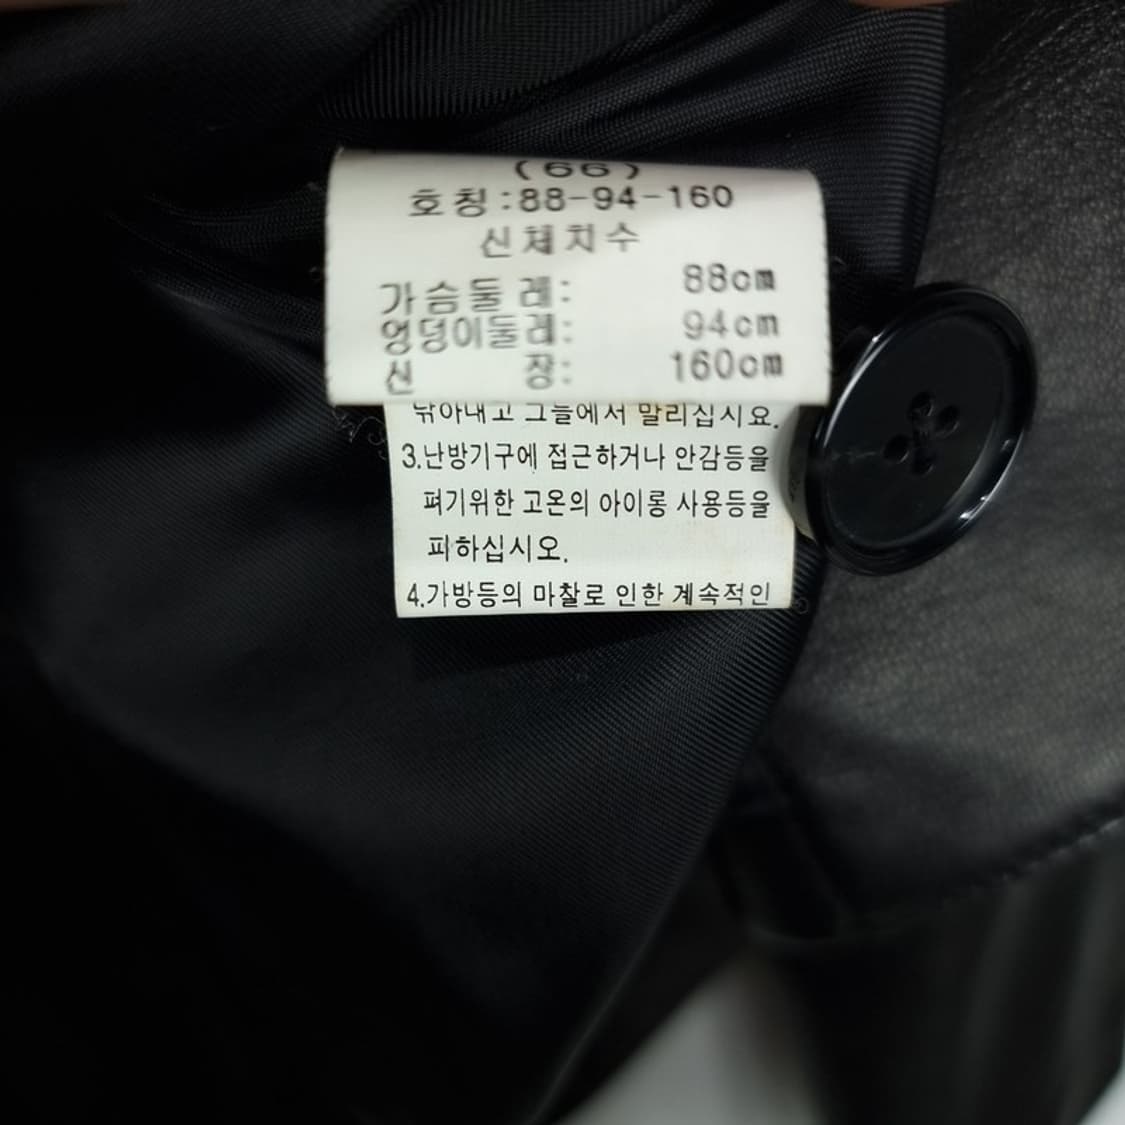 (66)
호칭:88-94-160
신체치수
가슴둘레: 88cm
엉덩이둘레: 94cm
신 장: 160cm
닦아내고 그늘에서 말리십시요.
3.난방기구에 접근하거나 안감등을
펴기위한 고온의 아이롱 사용등을
피하십시오.
4.가방등의 마찰로 인한 계속적인